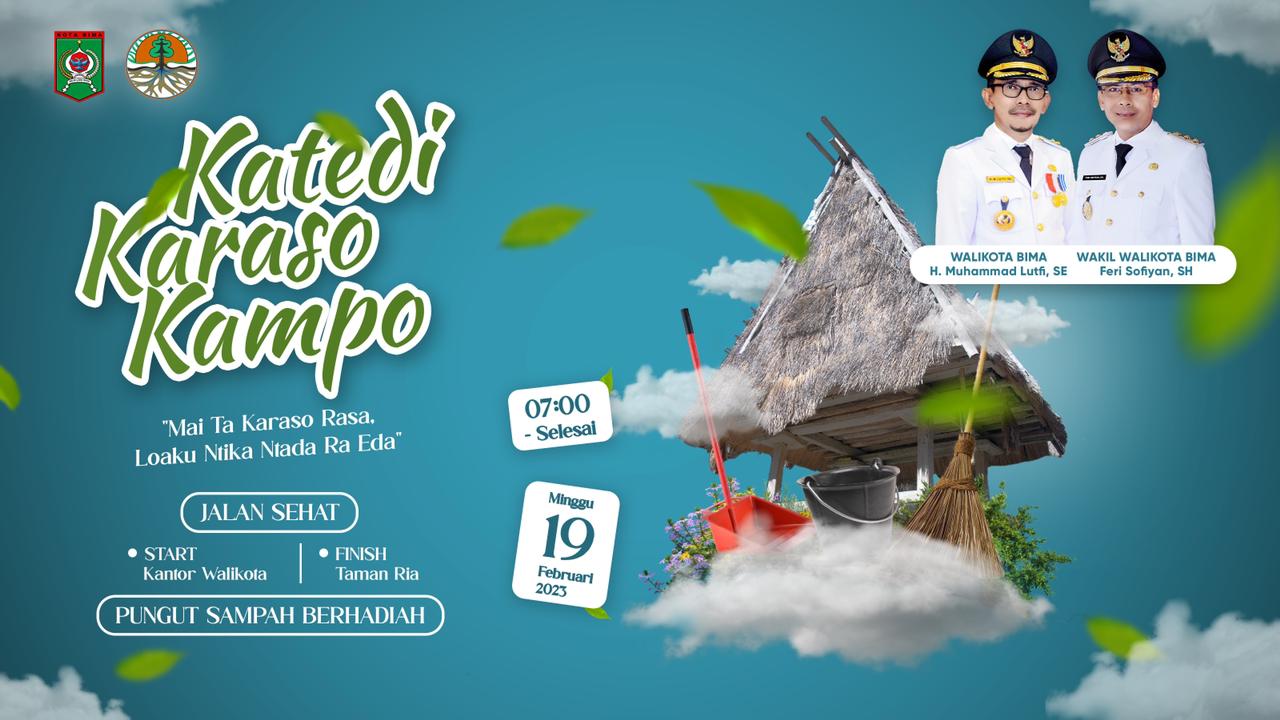 KOTA BIMA
Katedi
Karaso
Kampo
"Mai Ta Karaso Rasa,
Loaku Ntika Ntada Ra Eda"
JALAN SEHAT
START
Kantor Walikota
FINISH
Taman Ria
PUNGUT SAMPAH BERHADIAH
07:00
- Selesai
Minggu
19
Februari
2023
WALIKOTA BIMA
H. Muhammad Lutfi, SE
WAKIL WALIKOTA BIMA
Feri Sofiyan, SH